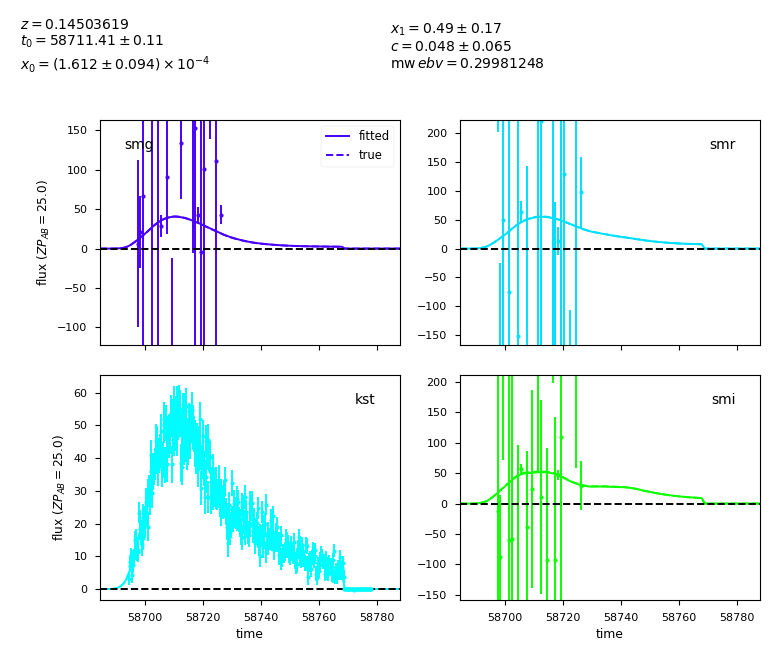 z = 0.14503619
t0 = 58711.41 ± 0.11
x0 = (1.612 ± 0.094) × 10^−4
x1 = 0.49 ± 0.17
c = 0.048 ± 0.065
mw ebv = 0.29981248
smg
fitted
true
150
100
50
0
−50
−100
flux (ZP_AB = 25.0)
smr
200
150
100
50
0
−50
−100
−150
kst
60
50
40
30
20
10
0
flux (ZP_AB = 25.0)
58700 58720 58740 58760 58780
time
smi
200
150
100
50
0
−50
−100
−150
58700 58720 58740 58760 58780
time